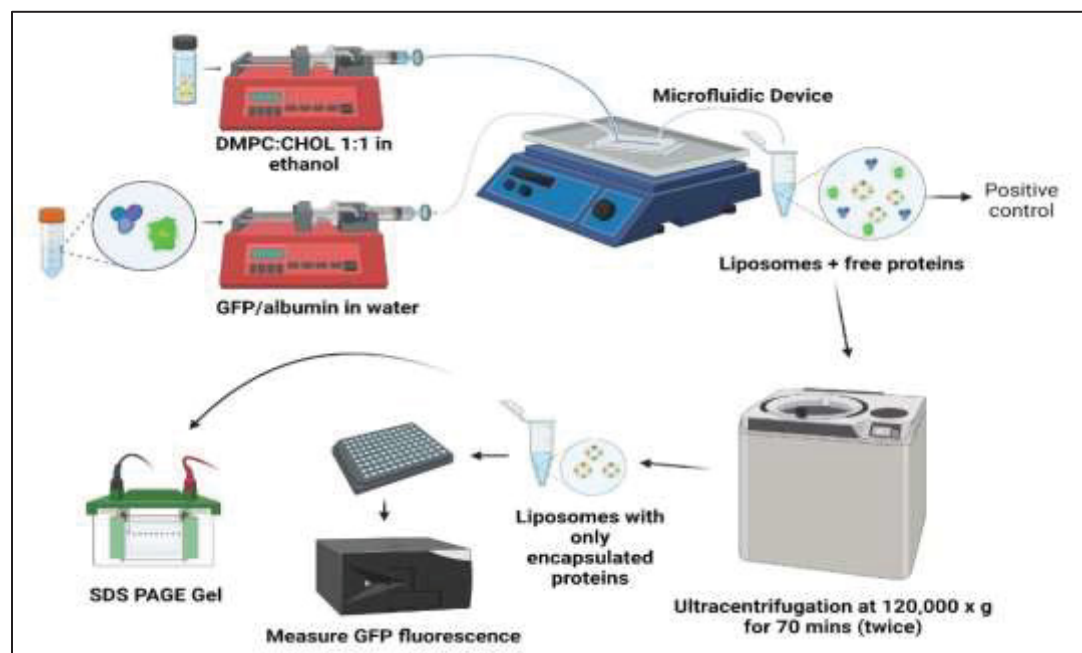 DMPC:CHOL 1:1 in
ethanol
Microfluidic Device
GFP/albumin in water
Liposomes + free proteins
Positive
control
SDS PAGE Gel
Measure GFP fluorescence
Liposomes with
only
encapsulated
proteins
Ultracentrifugation at 120,000 x g
for 70 mins (twice)